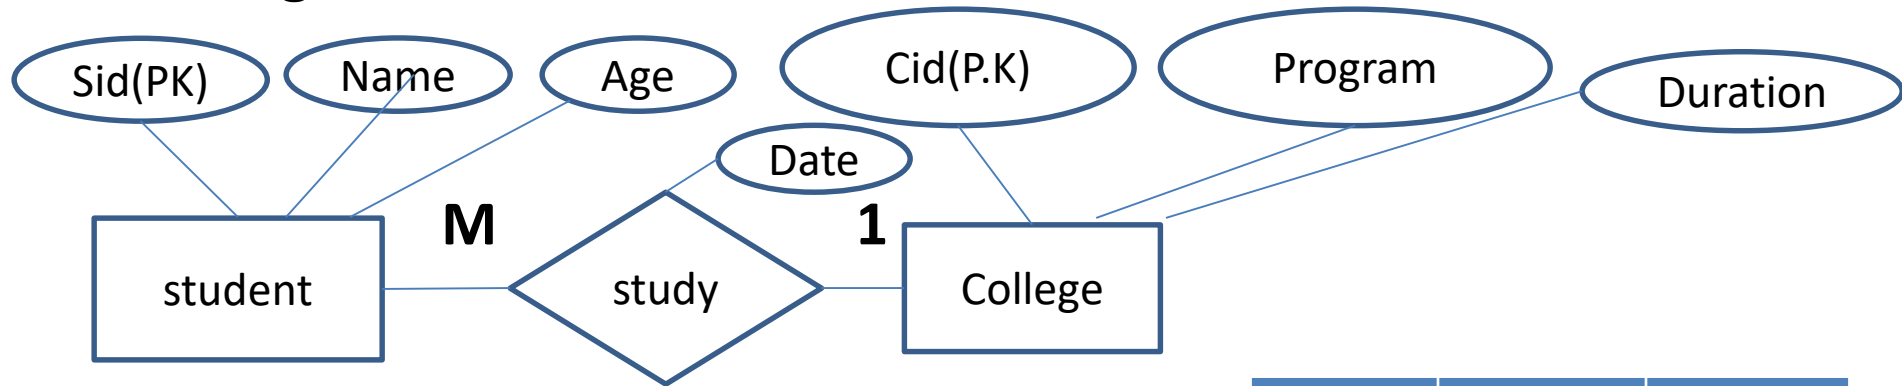 Sid(PK)
Name
Age
Cid(P.K)
Program
Duration
Date
M
1
student
study
College